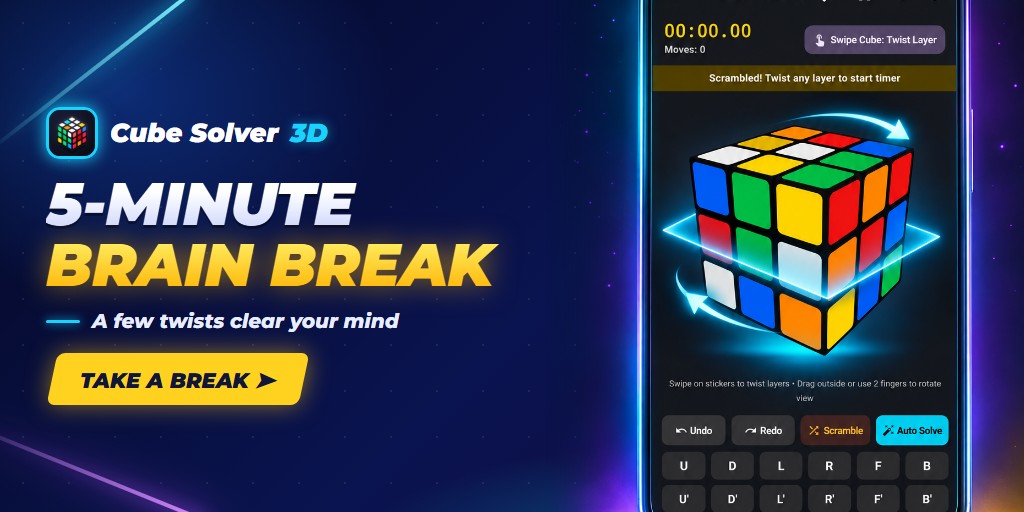 Cube Solver 3D
5-MINUTE
BRAIN BREAK
A few twists clear your mind
TAKE A BREAK ➤
00:00.00
Moves: 0
Swipe Cube: Twist Layer
Scrambled! Twist any layer to start timer
Swipe on stickers to twist layers • Drag outside or use 2 fingers to rotate
view
Undo Redo Scramble Auto Solve
U D L R F B
U' D' L' R' F' B'